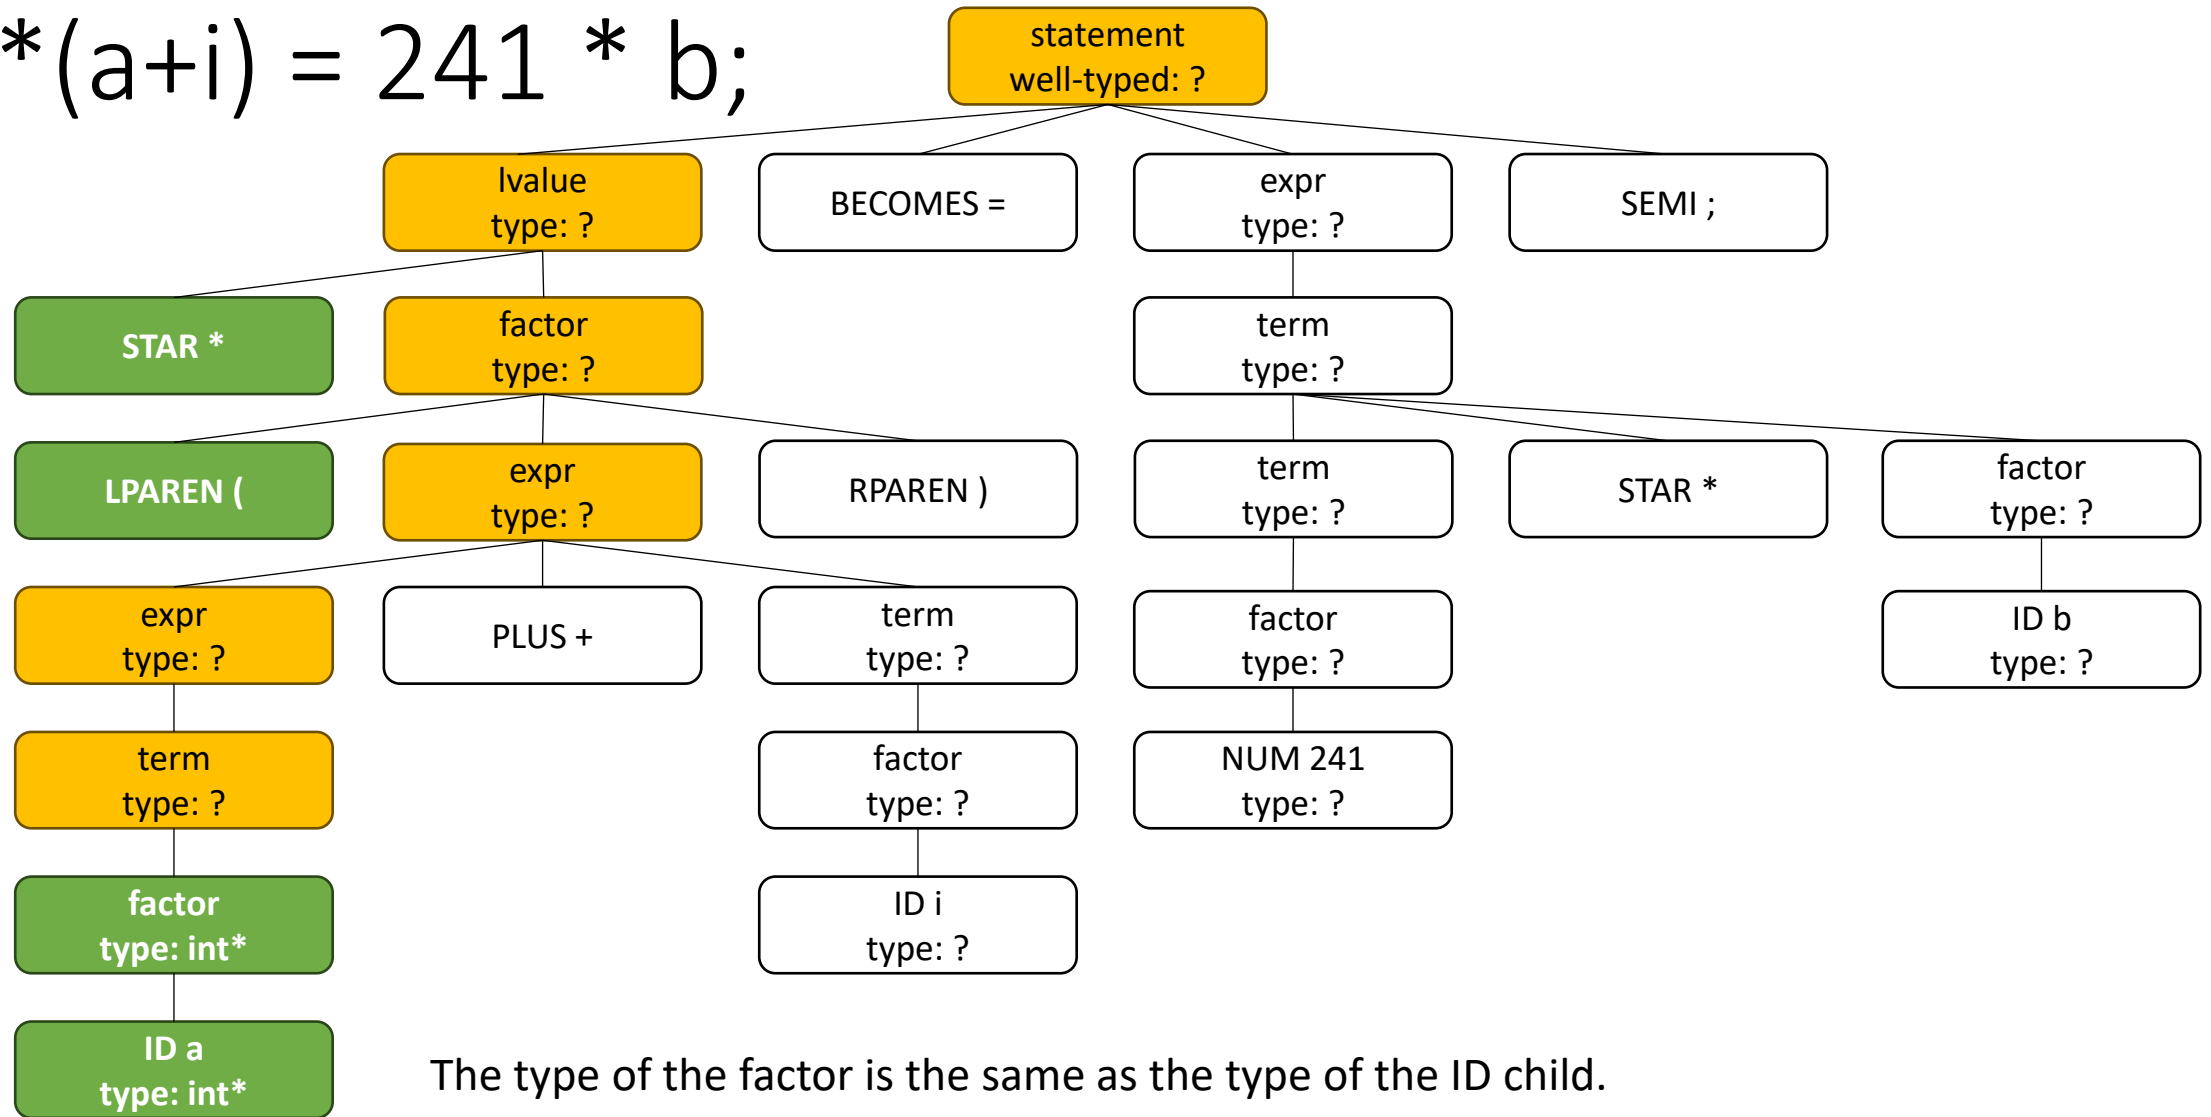 *(a+i) = 241 * b;
statement
well-typed: ?
lvalue
type: ?
BECOMES =
expr
type: ?
SEMI ;
STAR *
factor
type: ?
term
type: ?
LPAREN (
expr
type: ?
RPAREN )
term
type: ?
STAR *
factor
type: ?
expr
type: ?
PLUS +
term
type: ?
factor
type: ?
ID b
type: ?
term
type: ?
factor
type: ?
NUM 241
type: ?
factor
type: int*
ID i
type: ?
ID a
type: int*
The type of the factor is the same as the type of the ID child.